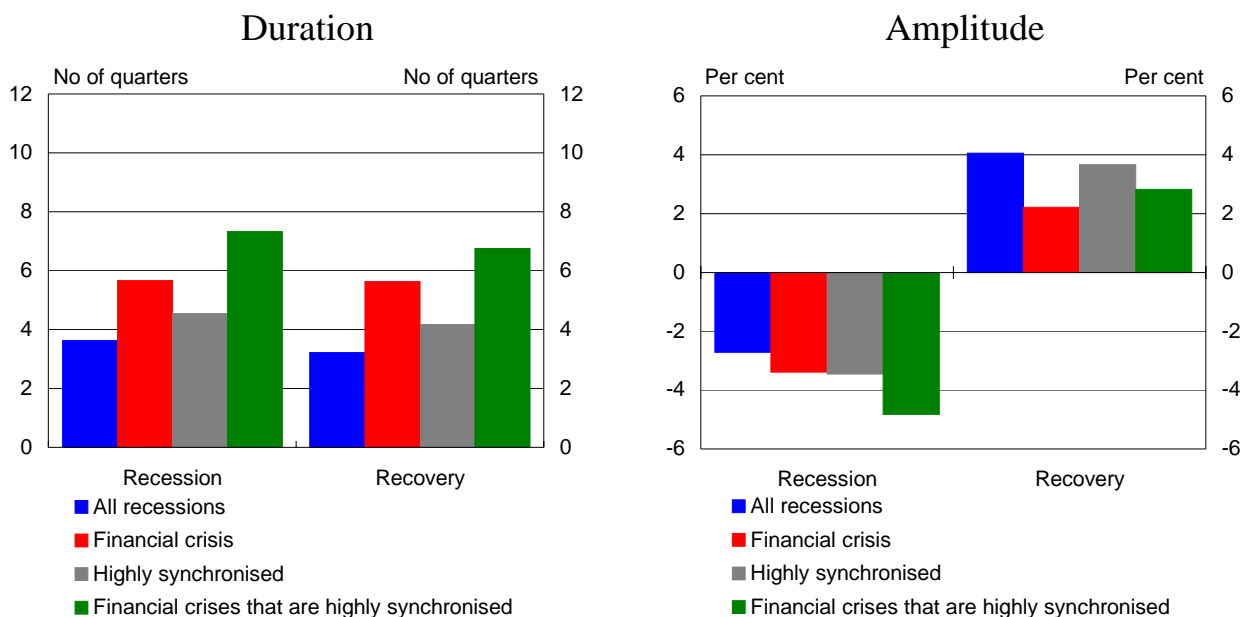 Duration
No of quarters No of quarters
12 12
10 10
8 8
6 6
4 4
2 2
0 0
Recession Recovery
All recessions
Financial crisis
Highly synchronised
Financial crises that are highly synchronised
Amplitude
Per cent Per cent
6 6
4 4
2 2
0 0
-2 -2
-4 -4
-6 -6
Recession Recovery
All recessions
Financial crisis
Highly synchronised
Financial crises that are highly synchronised